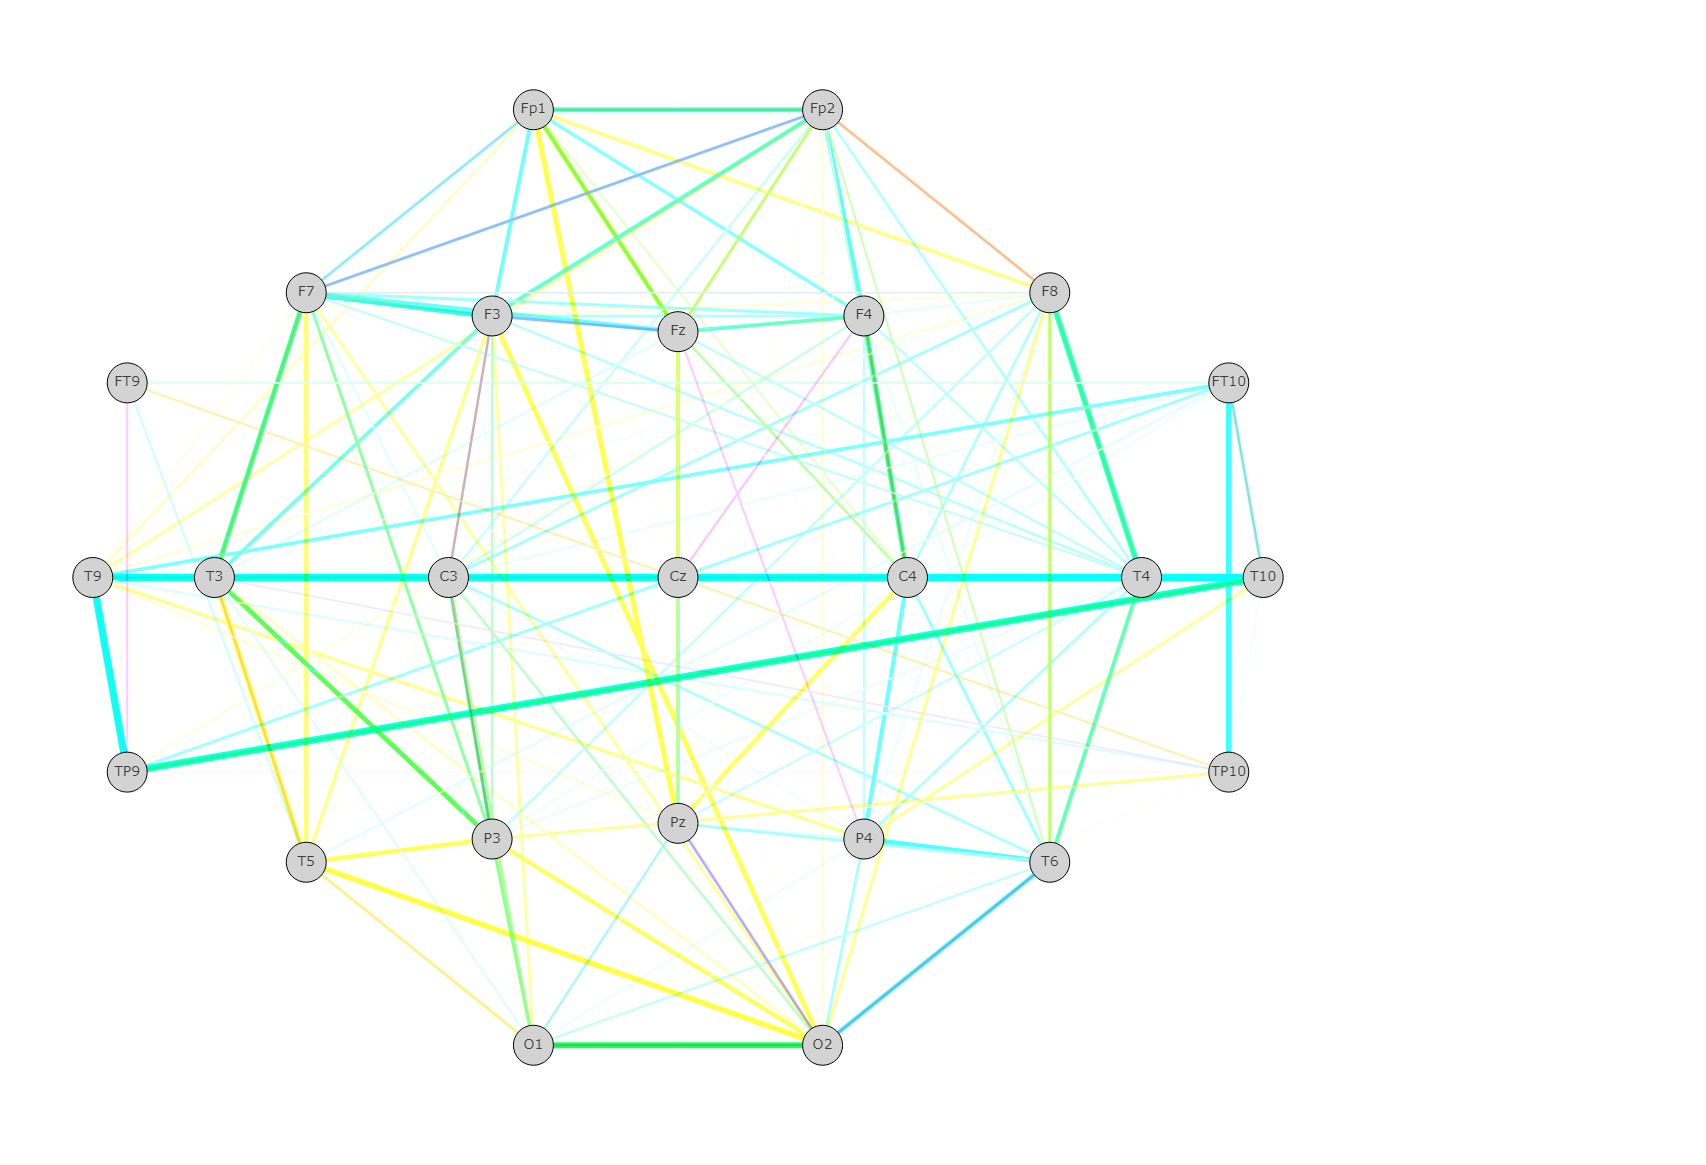 Fp1 Fp2
F7 F3 Fz F4 F8
FT9 FT10
T9 T3 C3 Cz C4 T4 T10
TP9 TP10
T5 P3 Pz P4 T6
O1 O2